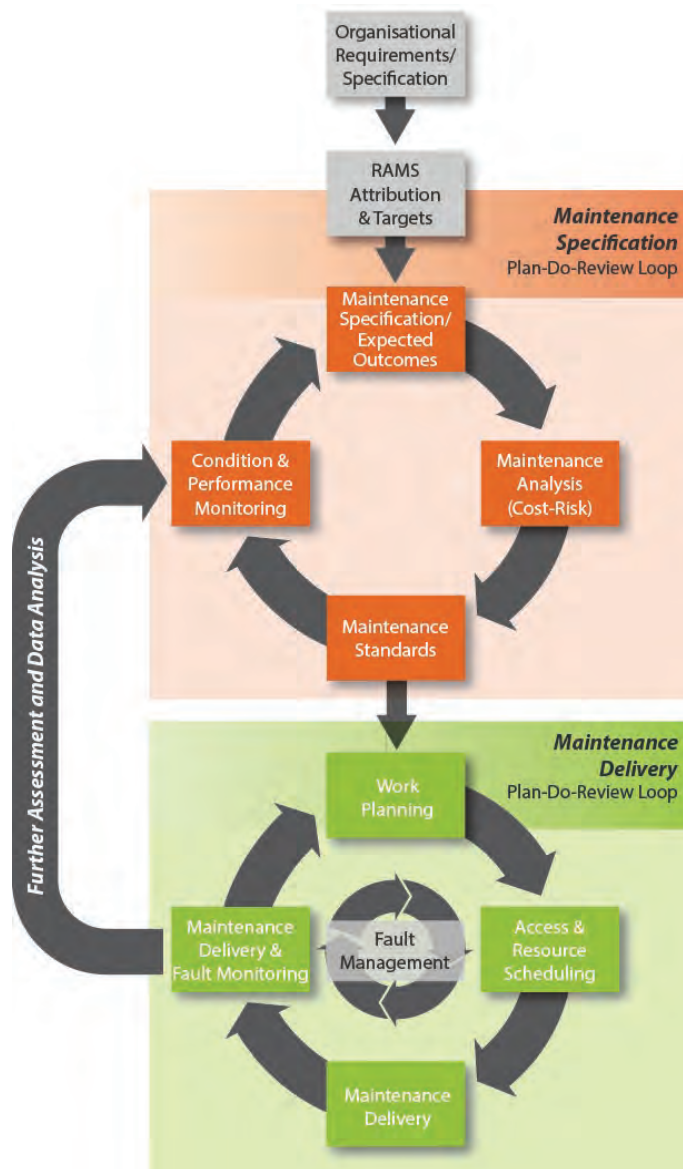 Organisational
Requirements/
Specification
RAMS
Attribution
& Targets
Maintenance
Specification
Plan-Do-Review Loop
Maintenance
Specification/
Expected
Outcomes
Condition &
Performance
Monitoring
Maintenance
Analysis
(Cost-Risk)
Maintenance
Standards
Further Assessment and Data Analysis
Maintenance
Delivery
Plan-Do-Review Loop
Work
Planning
Maintenance
Delivery &
Fault Monitoring
Fault
Management
Access &
Resource
Scheduling
Maintenance
Delivery